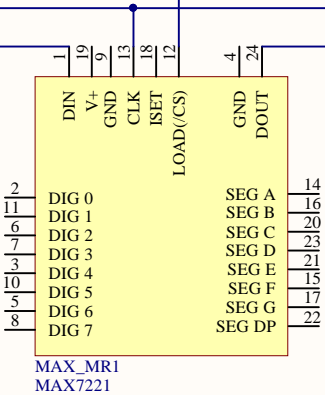 1 19 9 13 18 12 4 24
DIN V+ GND CLK ISET LOAD(/CS) GND DOUT
2 DIG 0
11 DIG 1
6 DIG 2
7 DIG 3
3 DIG 4
10 DIG 5
5 DIG 6
8 DIG 7
SEG A 14
SEG B 16
SEG C 20
SEG D 23
SEG E 21
SEG F 15
SEG G 17
SEG DP 22
MAX_MR1
MAX7221